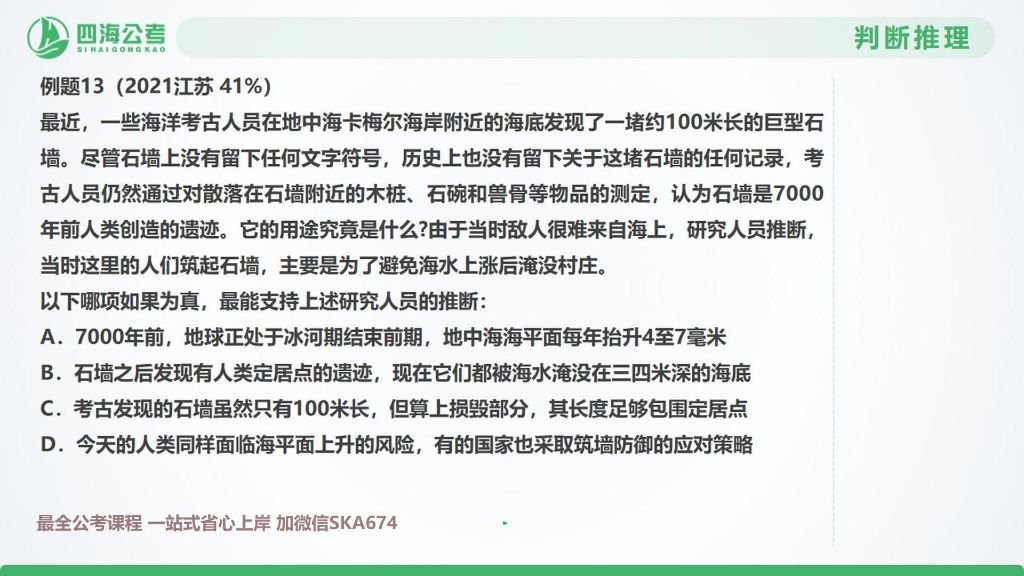 四海公考
SIHAIGONGKAO
判断推理
例题13（2021江苏 41%）
最近，一些海洋考古人员在地中海卡梅尔海岸附近的海底发现了一堵约100米长的巨型石
墙。尽管石墙上没有留下任何文字符号，历史上也没有留下关于这堵石墙的任何记录，考
古人员仍然通过对散落在石墙附近的木桩、石碗和兽骨等物品的测定，认为石墙是7000
年前人类创造的遗迹。它的用途究竟是什么?由于当时敌人很难来自海上，研究人员推断，
当时这里的人们筑起石墙，主要是为了避免海水上涨后淹没村庄。
以下哪项如果为真，最能支持上述研究人员的推断：
A．7000年前，地球正处于冰河期结束前期，地中海海平面每年抬升4至7毫米
B．石墙之后发现有人类定居点的遗迹，现在它们都被海水淹没在三四米深的海底
C．考古发现的石墙虽然只有100米长，但算上损毁部分，其长度足够包围定居点
D．今天的人类同样面临海平面上升的风险，有的国家也采取筑墙防御的应对策略
最全公考课程 一站式省心上岸 加微信SKA674